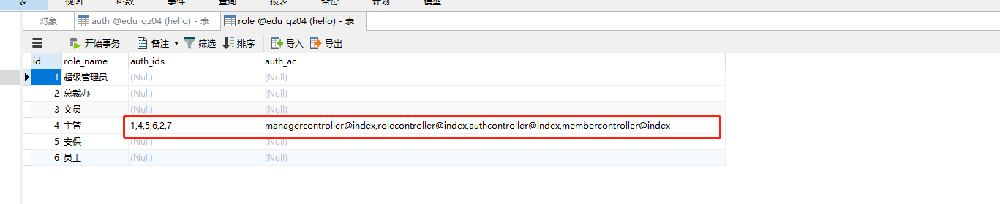 表 视图 函数 事件 查询 报表 备份 计划 模型
对象 auth @edu_qz04 (hello) - 表 role @edu_qz04 (hello) - 表
开始事务 备注 筛选 排序 导入 导出
id role_name auth_ids auth_ac
1 超级管理员 (Null) (Null)
2 总裁办 (Null) (Null)
3 文员 (Null) (Null)
4 主管 1,4,5,6,2,7 managercontroller@index,rolecontroller@index,authcontroller@index,membercontroller@index
5 安保 (Null) (Null)
6 员工 (Null) (Null)